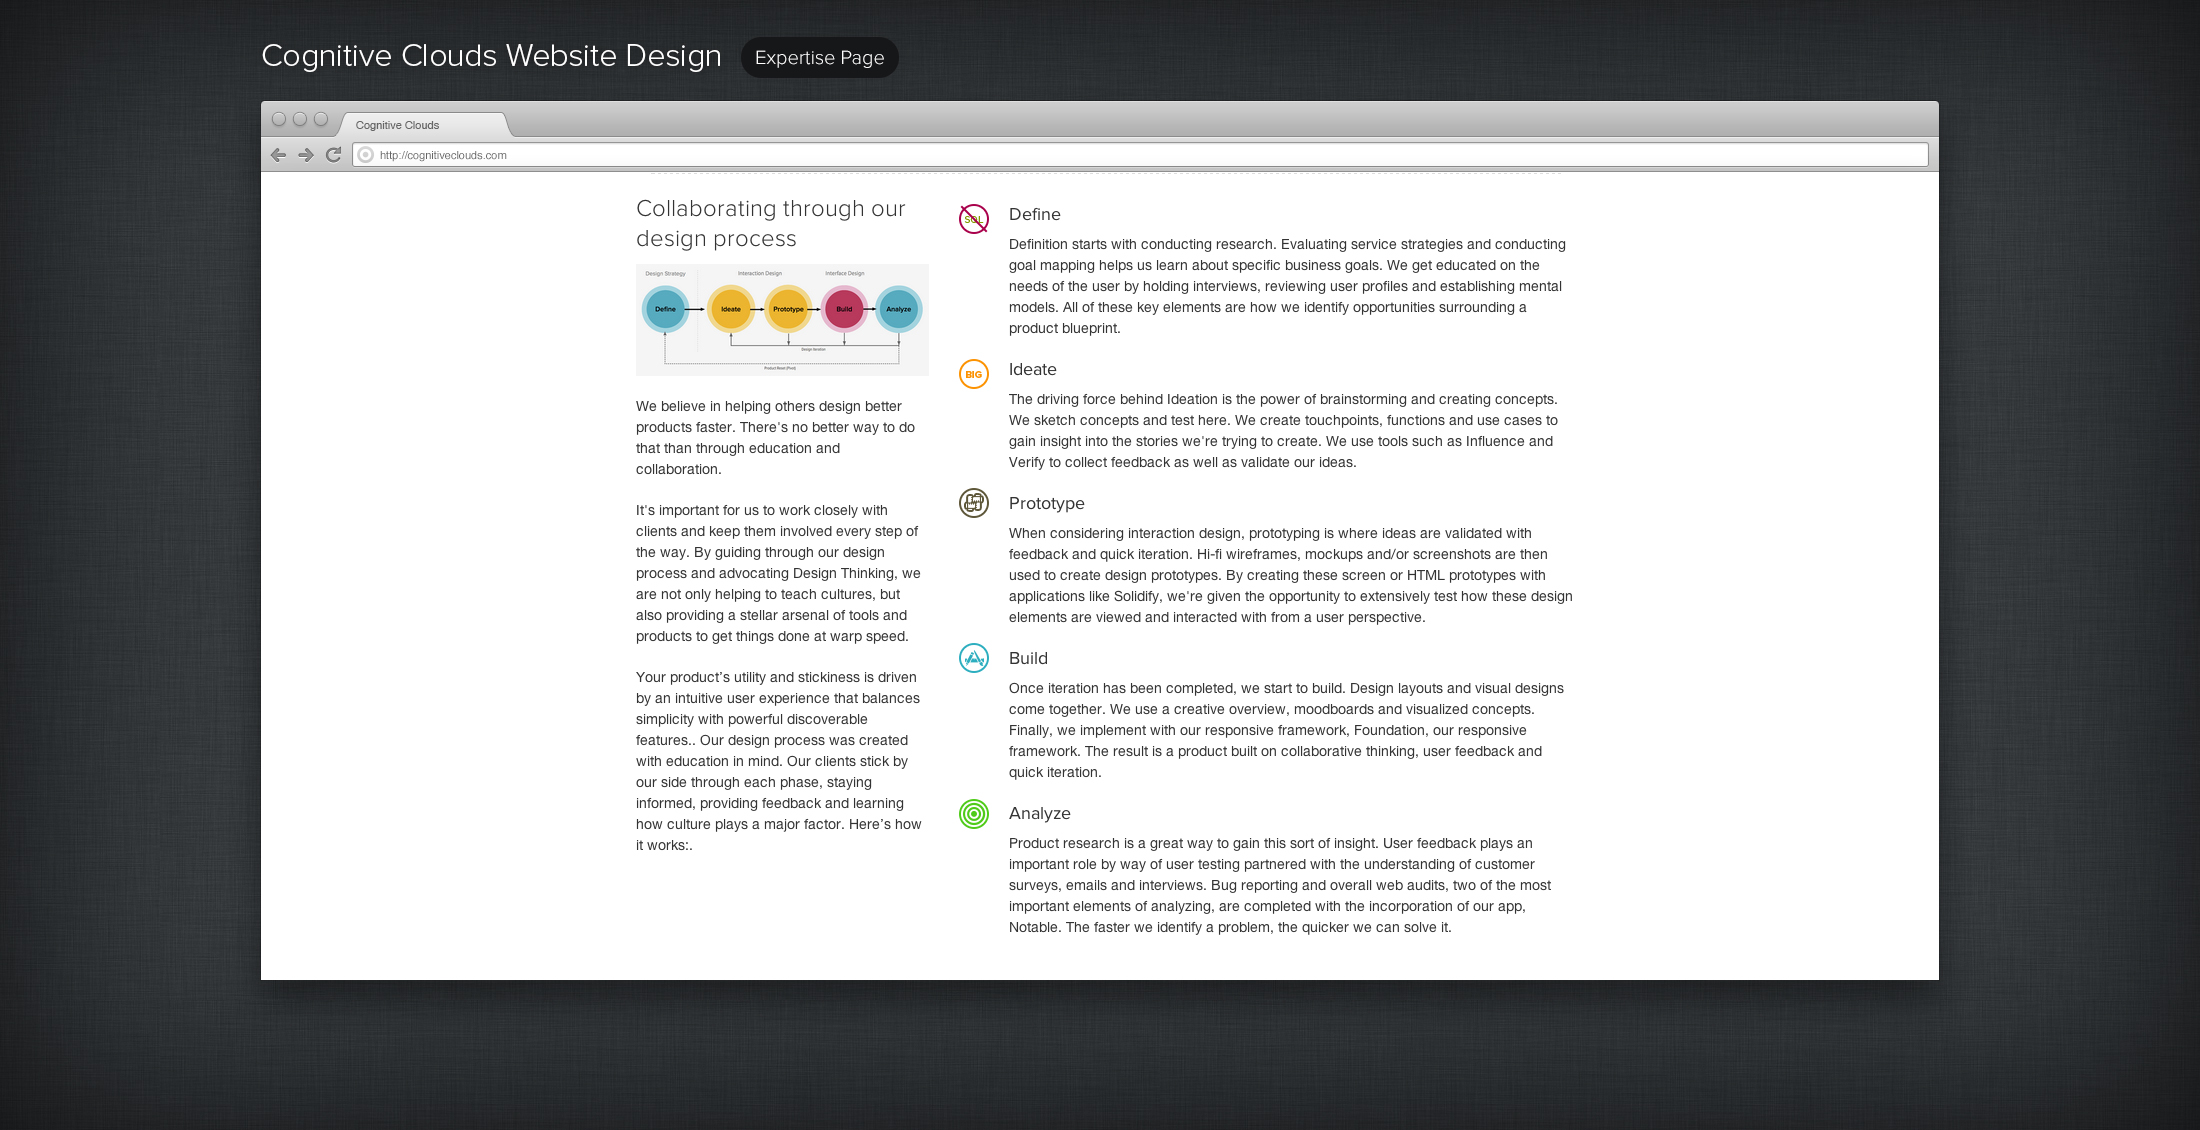 Cognitive Clouds Website Design Expertise Page
Cognitive Clouds
http://cognitiveclouds.com
Collaborating through our
design process
Design Strategy Interaction Design Interface Design
Define Ideate Prototype Build Analyze
Design Iteration
Product Reset (Pivot)
We believe in helping others design better
products faster. There's no better way to do
that than through education and
collaboration.
It's important for us to work closely with
clients and keep them involved every step of
the way. By guiding through our design
process and advocating Design Thinking, we
are not only helping to teach cultures, but
also providing a stellar arsenal of tools and
products to get things done at warp speed.
Your product’s utility and stickiness is driven
by an intuitive user experience that balances
simplicity with powerful discoverable
features.. Our design process was created
with education in mind. Our clients stick by
our side through each phase, staying
informed, providing feedback and learning
how culture plays a major factor. Here’s how
it works:.
SQL
Define
Definition starts with conducting research. Evaluating service strategies and conducting
goal mapping helps us learn about specific business goals. We get educated on the
needs of the user by holding interviews, reviewing user profiles and establishing mental
models. All of these key elements are how we identify opportunities surrounding a
product blueprint.
BIG
Ideate
The driving force behind Ideation is the power of brainstorming and creating concepts.
We sketch concepts and test here. We create touchpoints, functions and use cases to
gain insight into the stories we're trying to create. We use tools such as Influence and
Verify to collect feedback as well as validate our ideas.
Prototype
When considering interaction design, prototyping is where ideas are validated with
feedback and quick iteration. Hi-fi wireframes, mockups and/or screenshots are then
used to create design prototypes. By creating these screen or HTML prototypes with
applications like Solidify, we're given the opportunity to extensively test how these design
elements are viewed and interacted with from a user perspective.
Build
Once iteration has been completed, we start to build. Design layouts and visual designs
come together. We use a creative overview, moodboards and visualized concepts.
Finally, we implement with our responsive framework, Foundation, our responsive
framework. The result is a product built on collaborative thinking, user feedback and
quick iteration.
Analyze
Product research is a great way to gain this sort of insight. User feedback plays an
important role by way of user testing partnered with the understanding of customer
surveys, emails and interviews. Bug reporting and overall web audits, two of the most
important elements of analyzing, are completed with the incorporation of our app,
Notable. The faster we identify a problem, the quicker we can solve it.